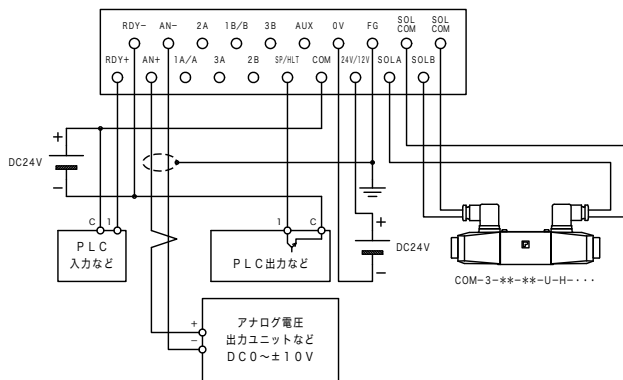 RDY- AN- 2A 1B/B 3B AUX 0V FG SOL COM SOL COM
RDY+ AN+ 1A/A 3A 2B SP/HLT COM 24V/12V SOLA SOLB
+
DC24V
-
C 1
PLC
入力など
1 C
PLC出力など
+
DC24V
-
COM-3-**-**-U-H-···
+
-
アナログ電圧
出力ユニットなど
DC0～±10V